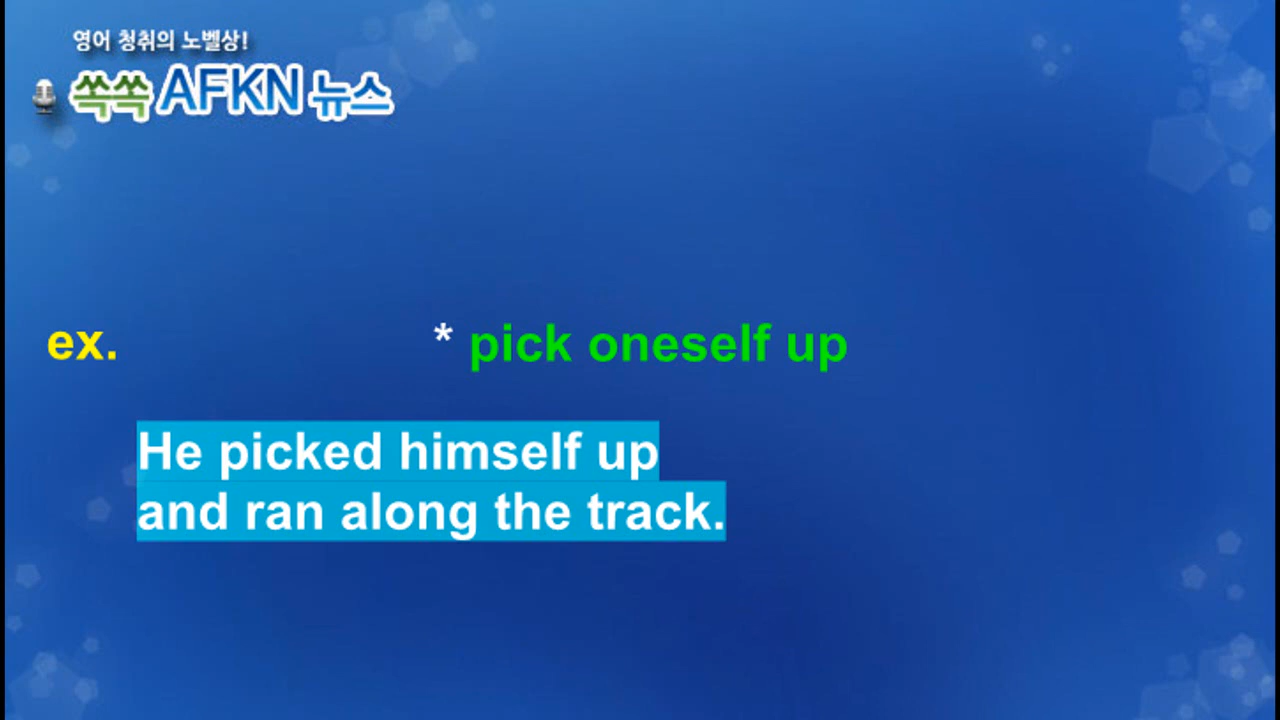 영어 청취의 노벨상!
쏙쏙 AFKN 뉴스
ex.
* pick oneself up
He picked himself up
and ran along the track.